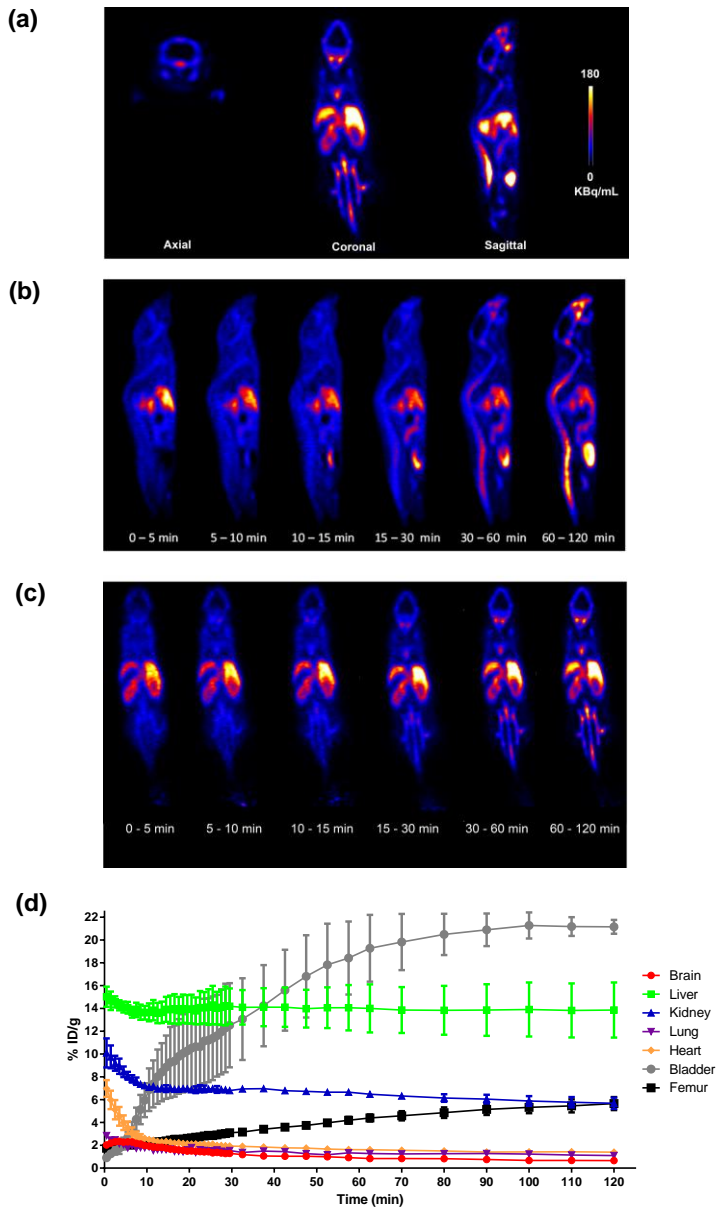 (a)
180
0
KBq/mL
Axial
Coronal
Sagittal
(b)
0 – 5 min
5 – 10 min
10 – 15 min
15 – 30 min
30 – 60 min
60 – 120 min
(c)
0 - 5 min
5 - 10 min
10 - 15 min
15 - 30 min
30 - 60 min
60 - 120 min
(d)
% ID/g
22
20
18
16
14
12
10
8
6
4
2
0
0 10 20 30 40 50 60 70 80 90 100 110 120
Time (min)
Brain
Liver
Kidney
Lung
Heart
Bladder
Femur